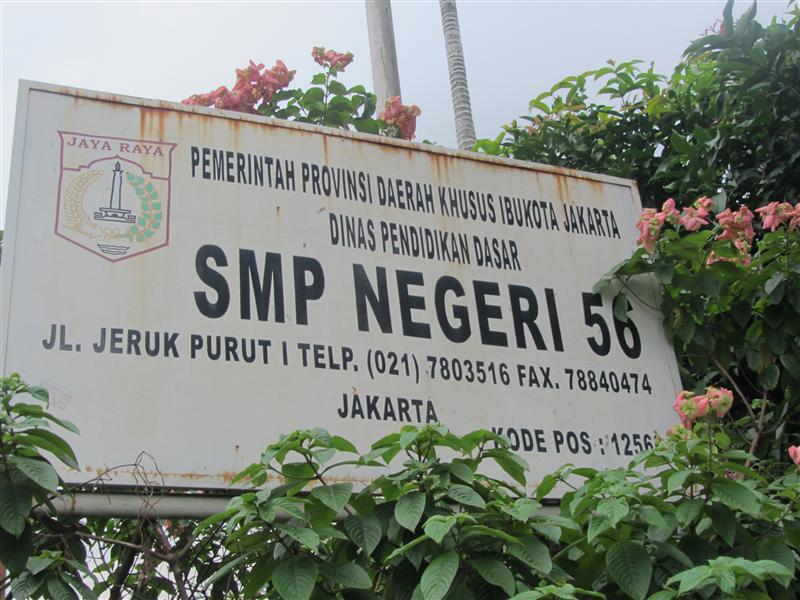 JAYA RAYA
PEMERINTAH PROVINSI DAERAH KHUSUS IBUKOTA JAKARTA
DINAS PENDIDIKAN DASAR
SMP NEGERI 56
JL. JERUK PURUT I TELP. (021) 7803516 FAX. 78840474
JAKARTA
KODE POS :